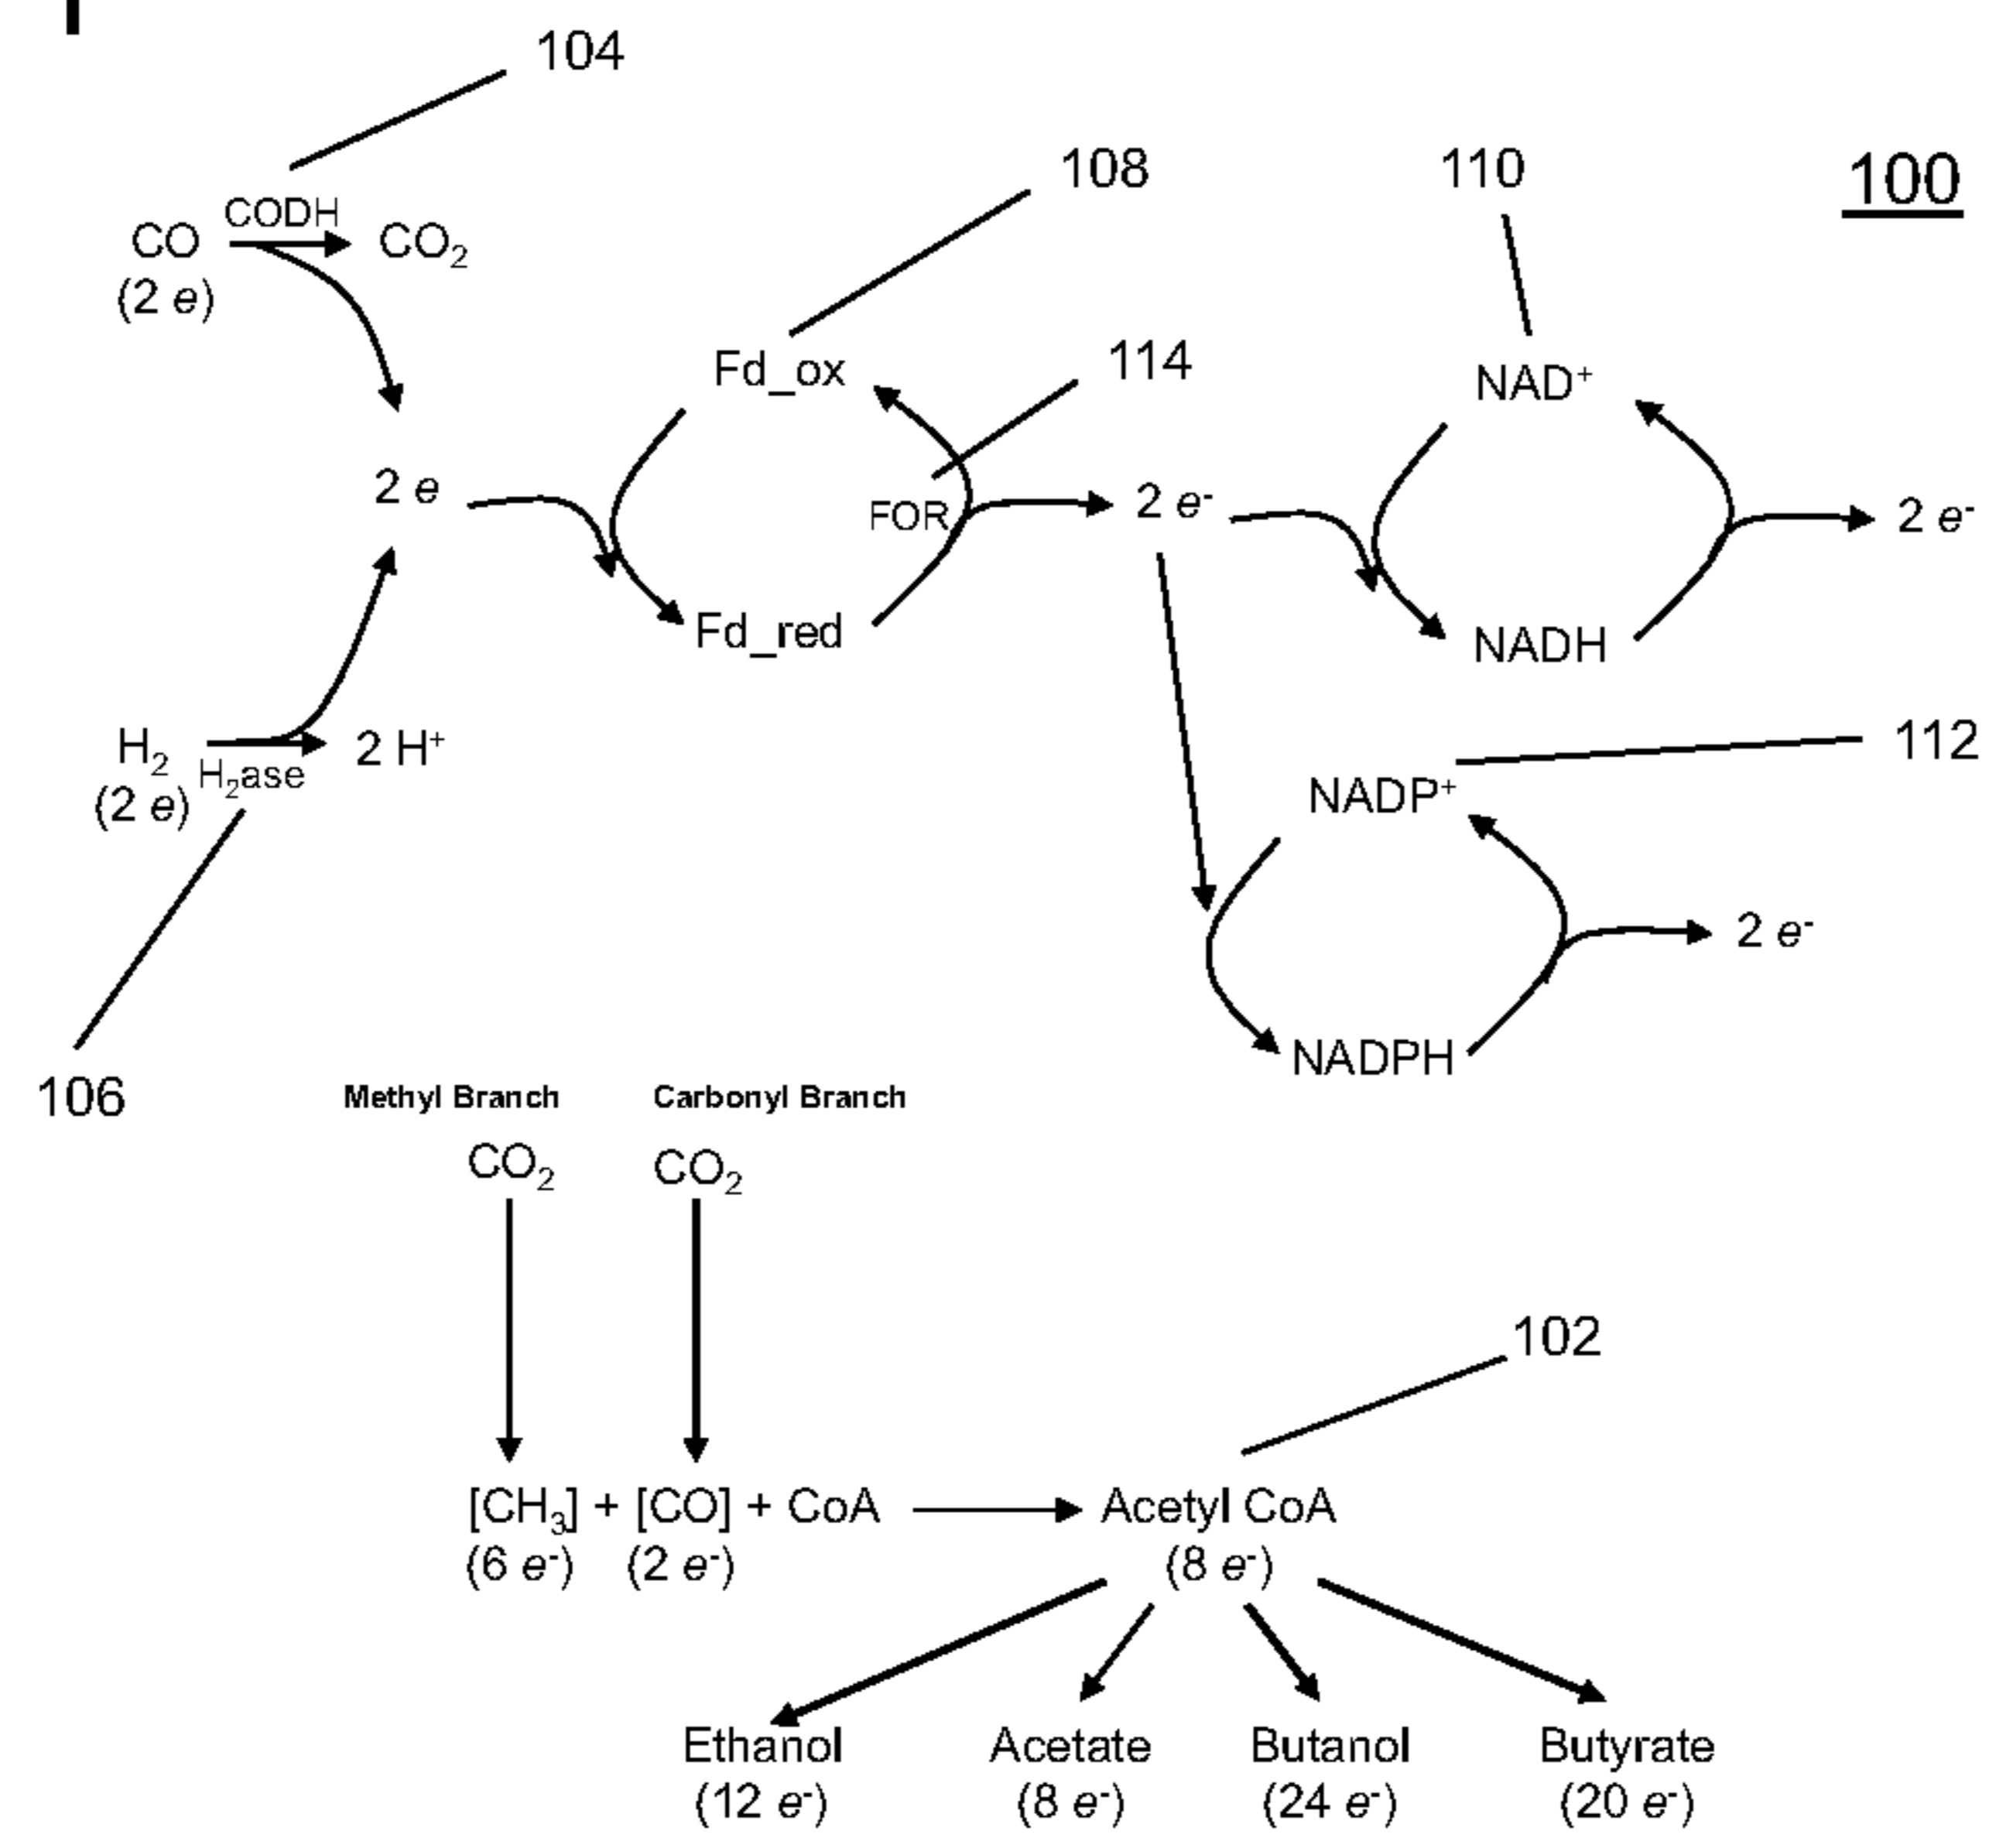 104
108
110
100
CODH
CO → CO₂
(2 e)
114
Fd_ox
NAD⁺
2 e
FOR
2 e⁻
2 e⁻
Fd_red
NADH
112
H₂ → 2 H⁺
H₂ase
(2 e)
NADP⁺
2 e⁻
NADPH
106
Methyl Branch
Carbonyl Branch
CO₂
CO₂
102
[CH₃] + [CO] + CoA → Acetyl CoA
(6 e⁻) (2 e⁻) (8 e⁻)
Ethanol Acetate Butanol Butyrate
(12 e⁻) (8 e⁻) (24 e⁻) (20 e⁻)